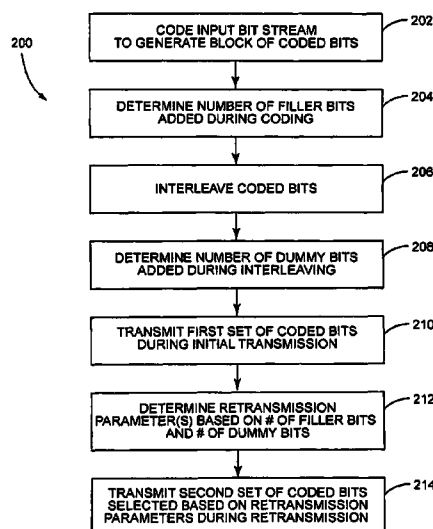 200
CODE INPUT BIT STREAM
TO GENERATE BLOCK OF CODED BITS
202
DETERMINE NUMBER OF FILLER BITS
ADDED DURING CODING
204
INTERLEAVE CODED BITS
206
DETERMINE NUMBER OF DUMMY BITS
ADDED DURING INTERLEAVING
208
TRANSMIT FIRST SET OF CODED BITS
DURING INITIAL TRANSMISSION
210
DETERMINE RETRANSMISSION
PARAMETER(S) BASED ON # OF FILLER BITS
AND # OF DUMMY BITS
212
TRANSMIT SECOND SET OF CODED BITS
SELECTED BASED ON RETRANSMISSION
PARAMETERS DURING RETRANSMISSION
214